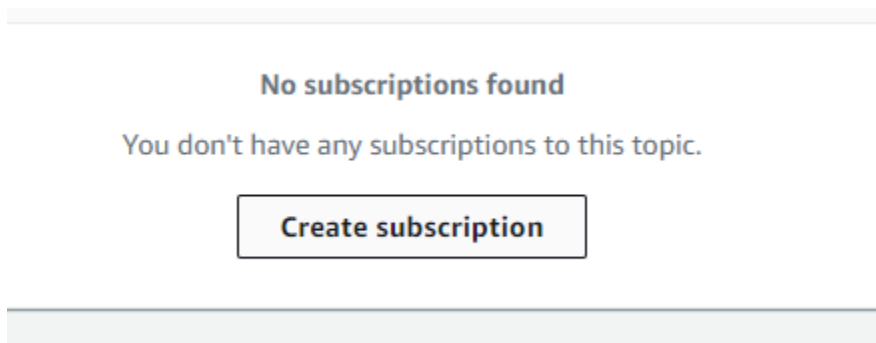 No subscriptions found
You don't have any subscriptions to this topic.
Create subscription